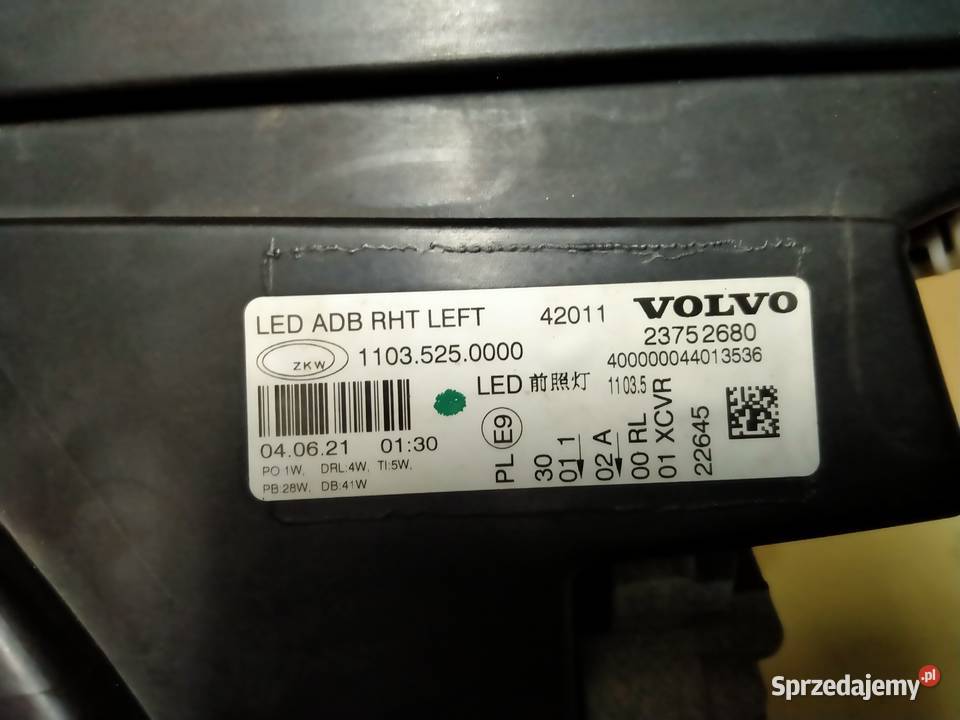 LED ADB RHT LEFT 42011 VOLVO
23752680
ZKW 1103.525.0000 400000044013536
LED 前照灯 1103.5
04.06.21 01:30
PO 1W, DRL:4W, TI:5W,
PB:28W, DB:41W
PL E9
30
01 1
02 A
00 RL
01 XCVR
22645
Sprzedajemy.pl